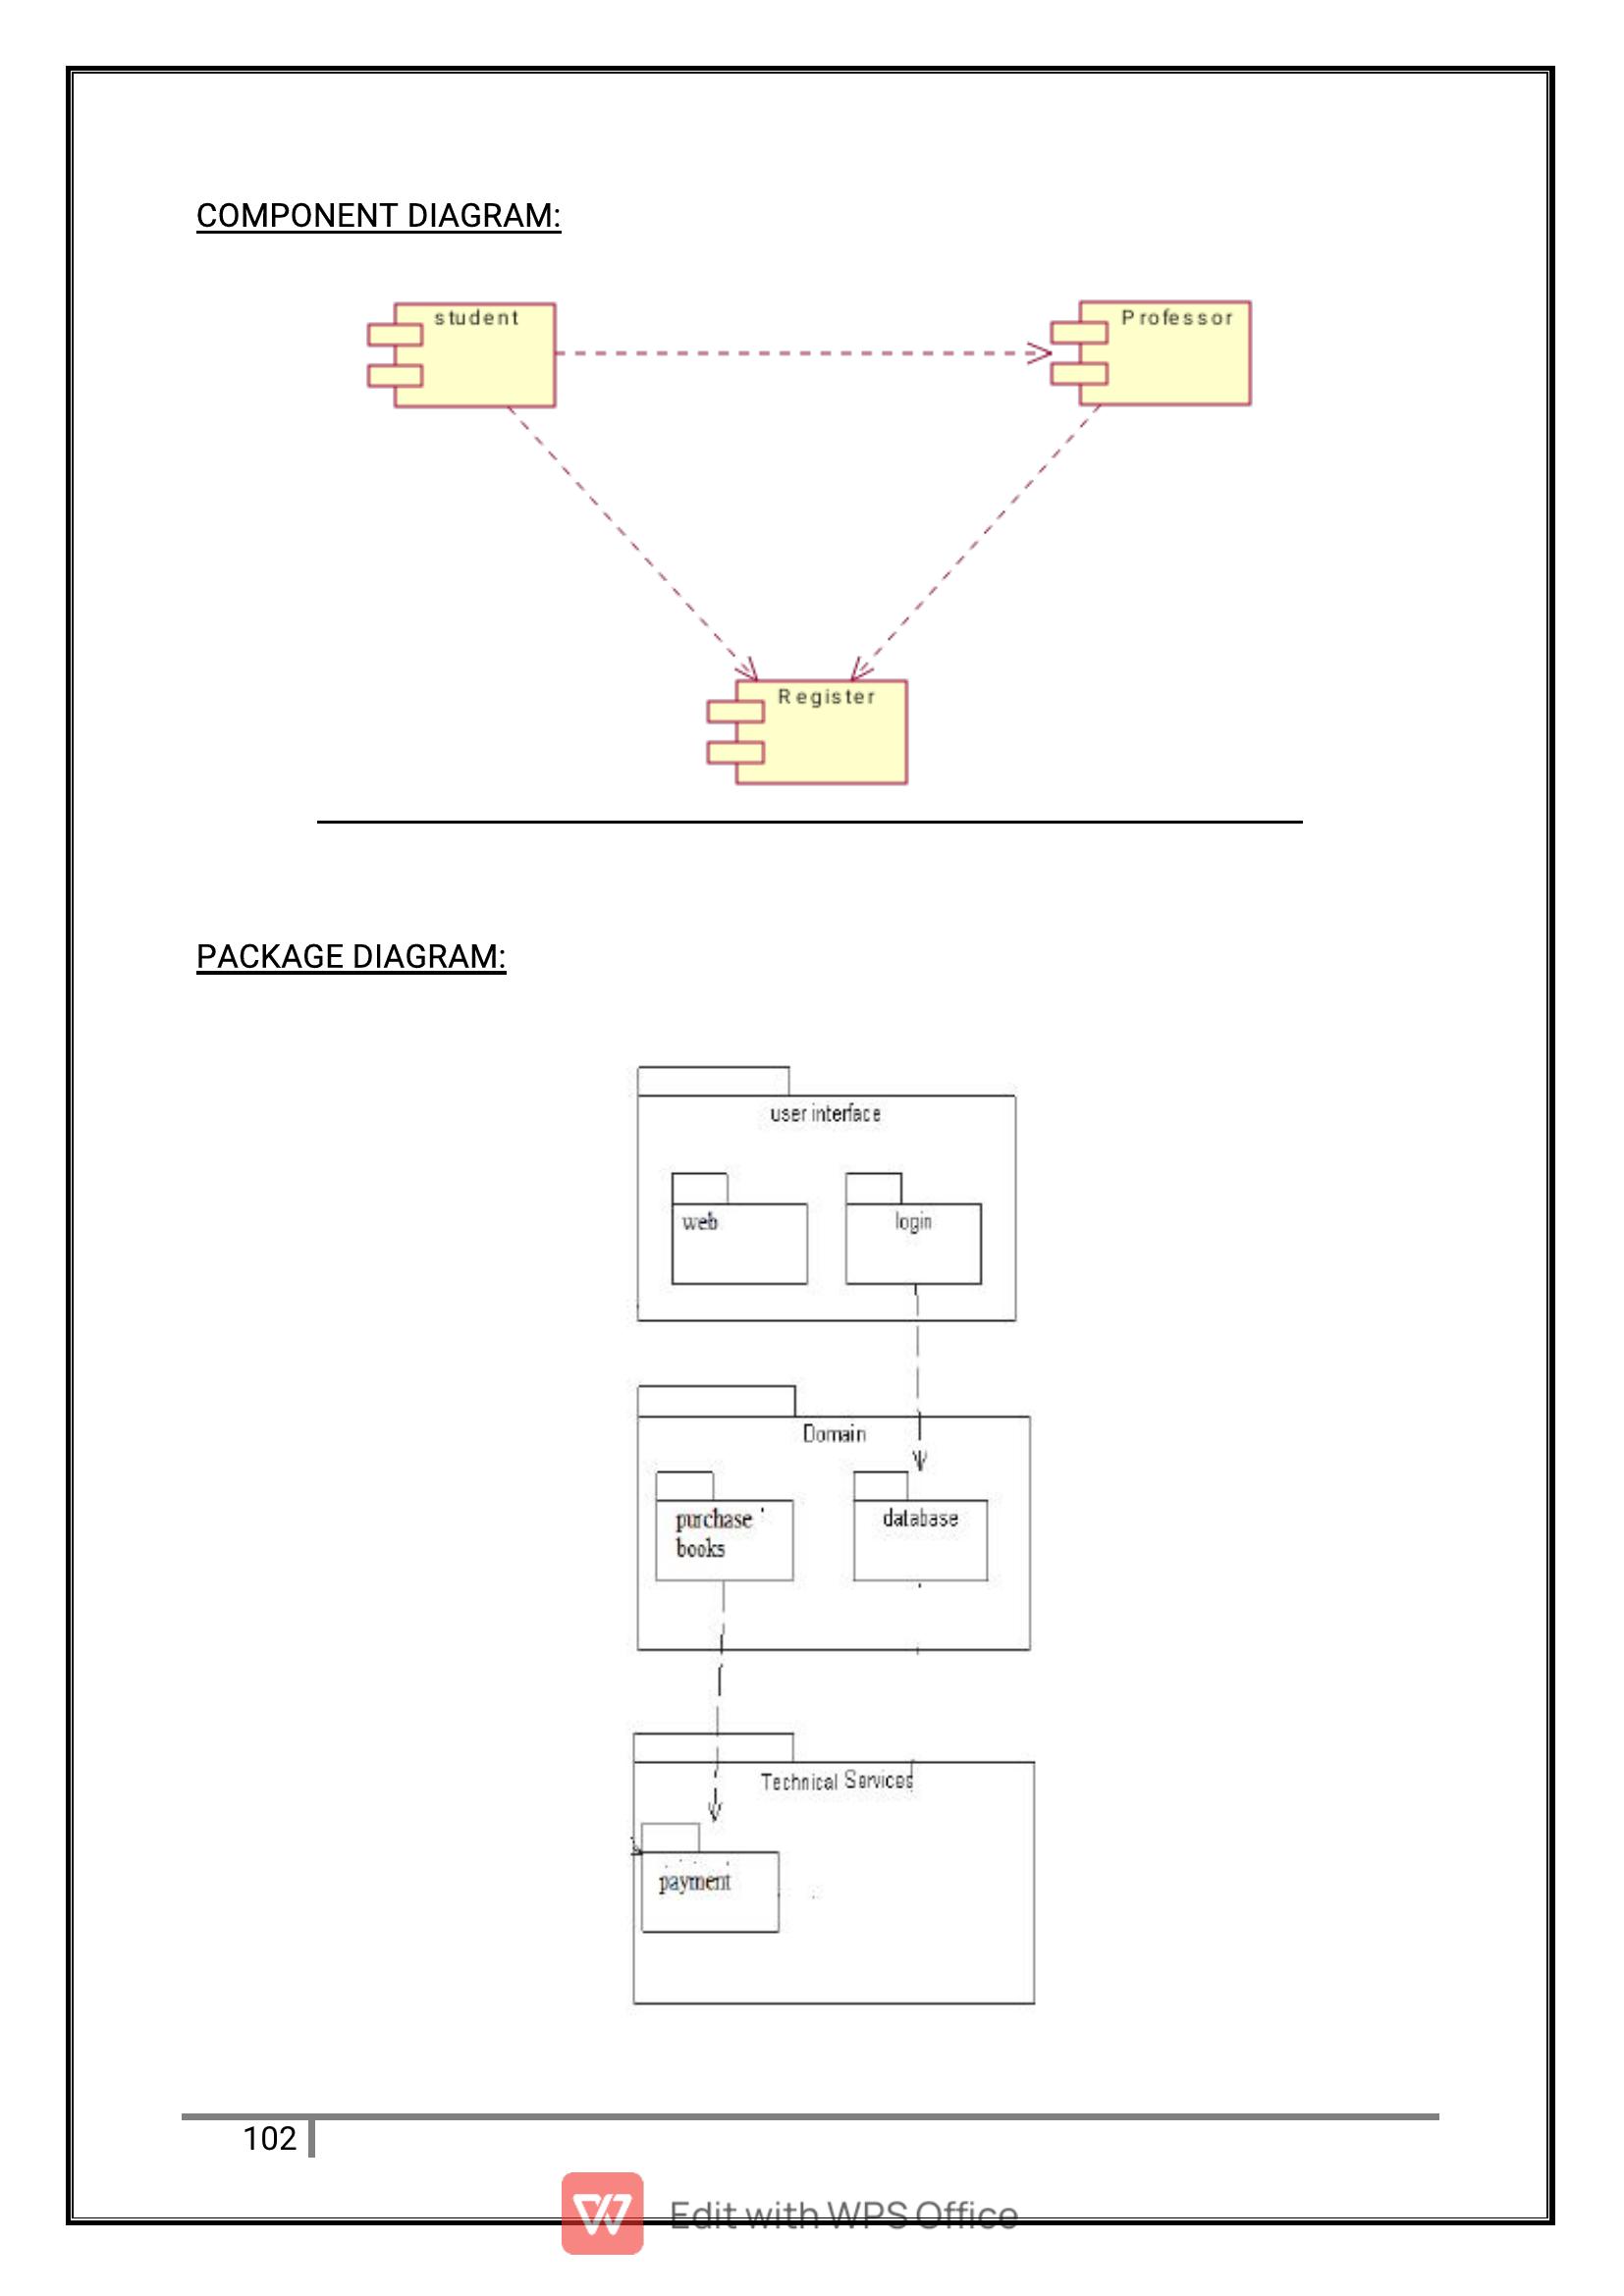 COMPONENT DIAGRAM:
student
Professor
Register
PACKAGE DIAGRAM:
user interface
web
login
Domain
purchase
books
database
Technical Services
payment
102
Edit with WPS Office